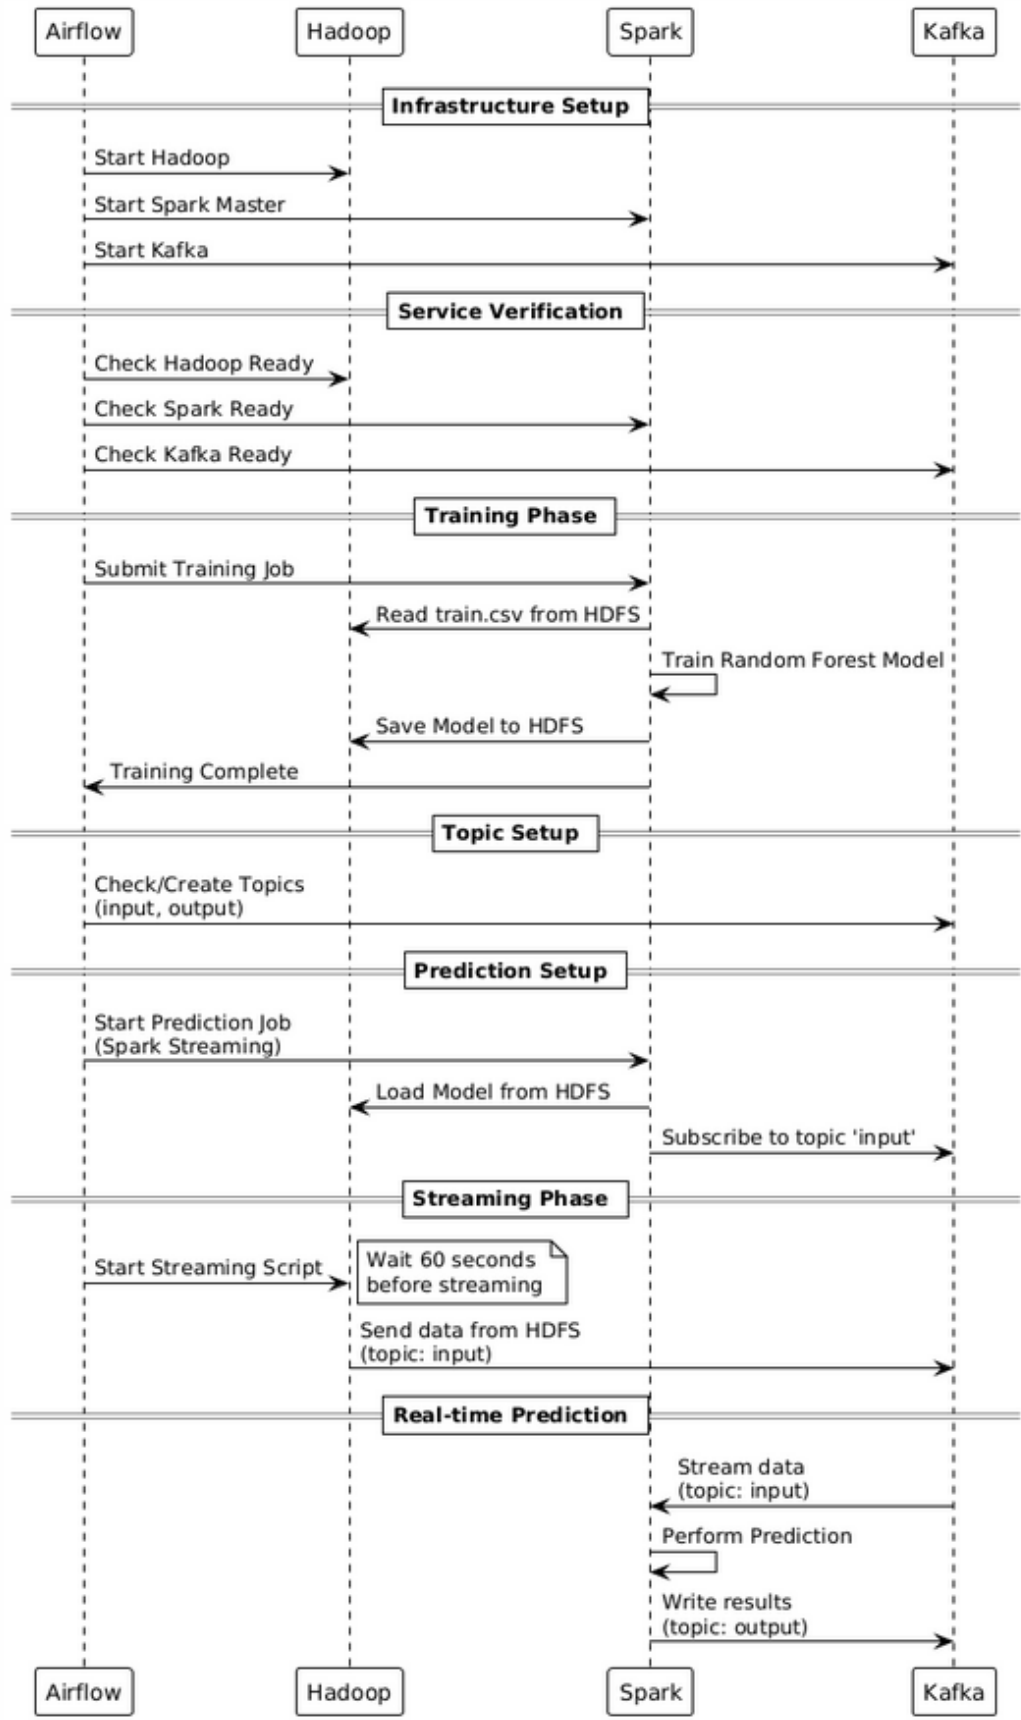 Airflow
Hadoop
Spark
Kafka
Infrastructure Setup
Start Hadoop
Start Spark Master
Start Kafka
Service Verification
Check Hadoop Ready
Check Spark Ready
Check Kafka Ready
Training Phase
Submit Training Job
Read train.csv from HDFS
Train Random Forest Model
Save Model to HDFS
Training Complete
Topic Setup
Check/Create Topics
(input, output)
Prediction Setup
Start Prediction Job
(Spark Streaming)
Load Model from HDFS
Subscribe to topic 'input'
Streaming Phase
Start Streaming Script
Wait 60 seconds
before streaming
Send data from HDFS
(topic: input)
Real-time Prediction
Stream data
(topic: input)
Perform Prediction
Write results
(topic: output)
Airflow
Hadoop
Spark
Kafka